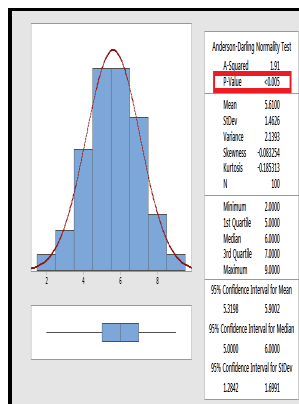 Anderson-Darling Normality Test
A-Squared 1.91
P-Value <0.005
Mean 5.6100
StDev 1.4626
Variance 2.1393
Skewness -0.083254
Kurtosis -0.185313
N 100
Minimum 2.0000
1st Quartile 5.0000
Median 6.0000
3rd Quartile 7.0000
Maximum 9.0000
95% Confidence Interval for Mean
5.3198 5.9002
95% Confidence Interval for Median
5.0000 6.0000
95% Confidence Interval for StDev
1.2842 1.6991
2 4 6 8